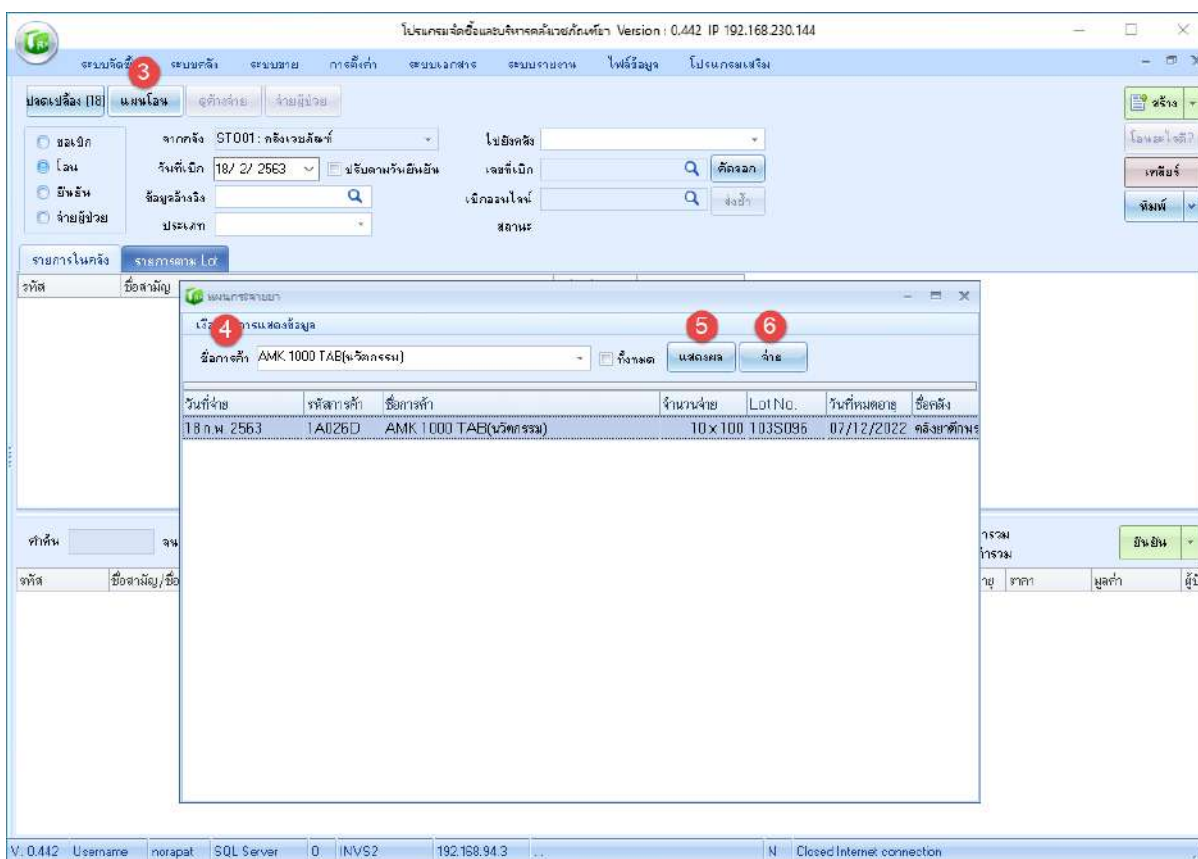 โปรแกรมจัดซื้อและบริหารคลังเวชภัณฑ์ยา Version : 0.442 IP 192.168.230.144
ระบบจัดซื้ ระบบคลัง ระบบขาย การตั้งค่า ระบบเอกสาร ระบบรายงาน ไฟล์ข้อมูล โปรแกรมเสริม
3
ปลดเปลื้อง [18] แผนโอน ดูค้างจ่าย จ่ายผู้ป่วย สร้าง
ขอเบิก จากคลัง ST001 : คลังเวชภัณฑ์ ไปยังคลัง โอนอะไรดี?
โอน วันที่เบิก 18/ 2/ 2563 ปรับตามวันยืนยัน เลขที่เบิก คัดลอก เคลียร์
ยืนยัน ข้อมูลอ้างอิง เบิกออนไลน์ ส่งซ้ำ พิมพ์
จ่ายผู้ป่วย ประเภท สถานะ
รายการในคลัง รายการตาม Lot
รหัส ชื่อสามัญ
แผนกระจายยา
4 การแสดงข้อมูล 5 6
ชื่อการค้า AMK 1000 TAB(นวัตกรรม) ทั้งหมด แสดงผล จ่าย
วันที่จ่าย รหัสการค้า ชื่อการค้า จำนวนจ่าย Lot No. วันที่หมดอายุ ชื่อคลัง
18 ก.พ. 2563 1A026D AMK 1000 TAB(นวัตกรรม) 10 x 100 103S096 07/12/2022
คำค้น ยืนยัน
รหัส ชื่อสามัญ/ชื่อ ราคา มูลค่า
V. 0.442 Username norapat SQL Server 0 INVS2 192.168.94.3 .. N Closed Internet connection